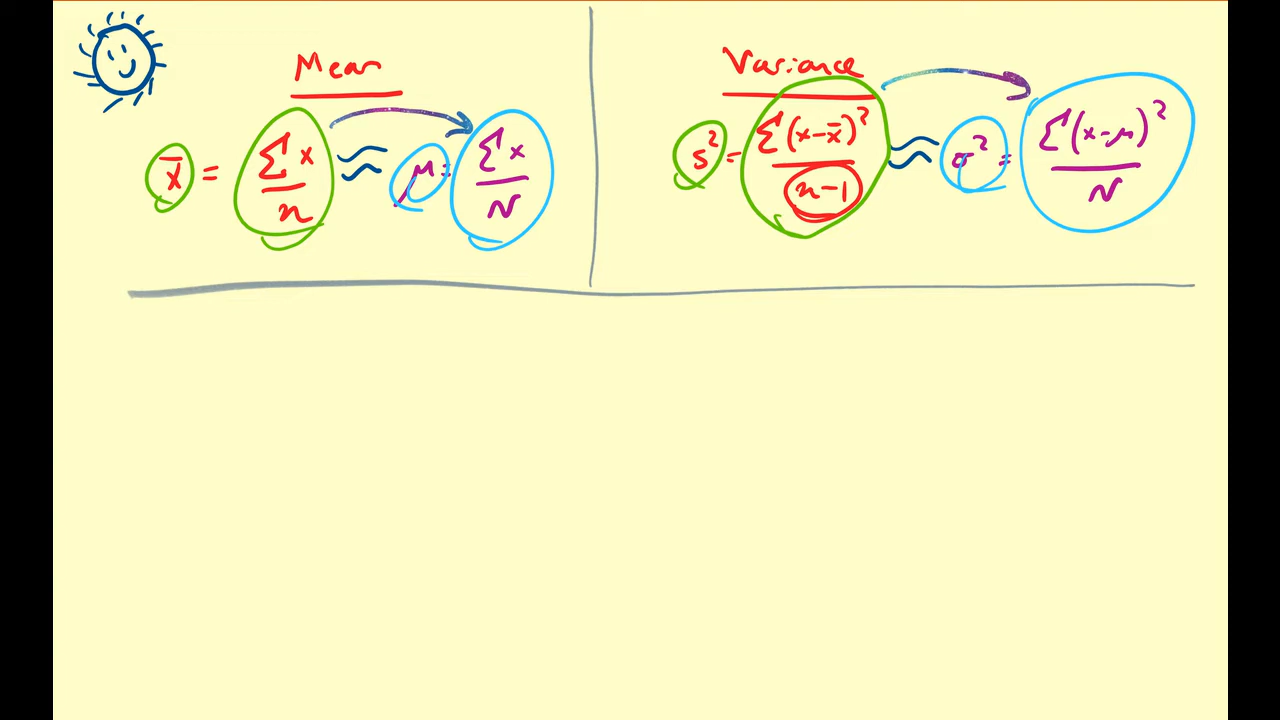 Mean
x̄ = Σx / n ≈ μ = Σx / N
Variance
s² = Σ(x-x̄)² / n-1 ≈ σ² = Σ(x-μ)² / N